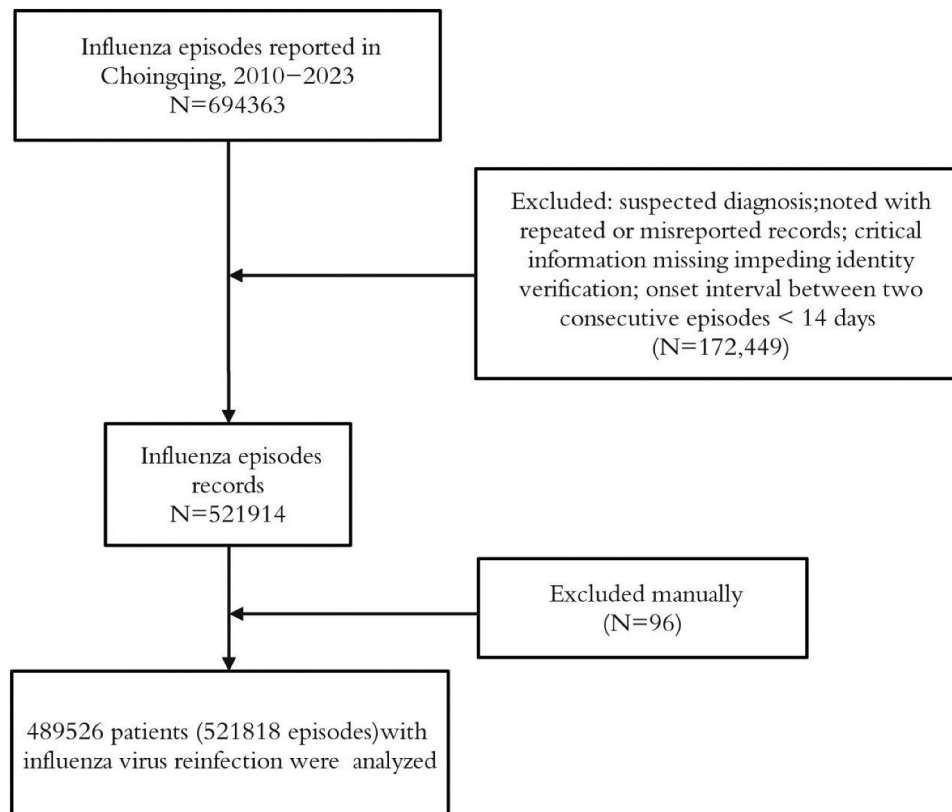 Influenza episodes reported in
Choingqing, 2010−2023
N=694363
Excluded: suspected diagnosis;noted with
repeated or misreported records; critical
information missing impeding identity
verification; onset interval between two
consecutive episodes < 14 days
(N=172,449)
Influenza episodes
records
N=521914
Excluded manually
(N=96)
489526 patients (521818 episodes)with
influenza virus reinfection were analyzed